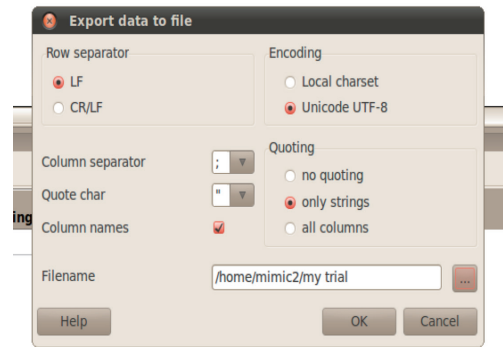 Export data to file
Row separator
LF
CR/LF
Encoding
Local charset
Unicode UTF-8
Column separator ;
Quote char "
Column names
Quoting
no quoting
only strings
all columns
ing
Filename /home/mimic2/my trial ...
Help OK Cancel